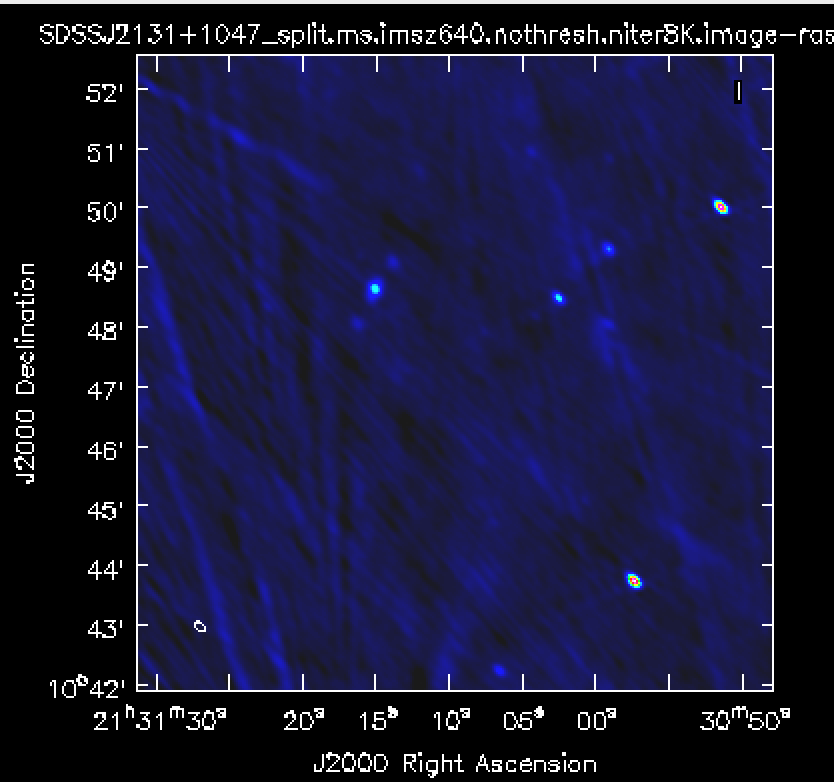 SDSSJ2131+1047_split.ms.imsz640.nothresh.niter8K.image-ras
I
52'
51'
50'
49'
48'
47'
46'
45'
44'
43'
10°42'
J2000 Declination
21ʰ31ᵐ30ˢ 20ˢ 15ˢ 10ˢ 05ˢ 00ˢ 30ᵐ50ˢ
J2000 Right Ascension